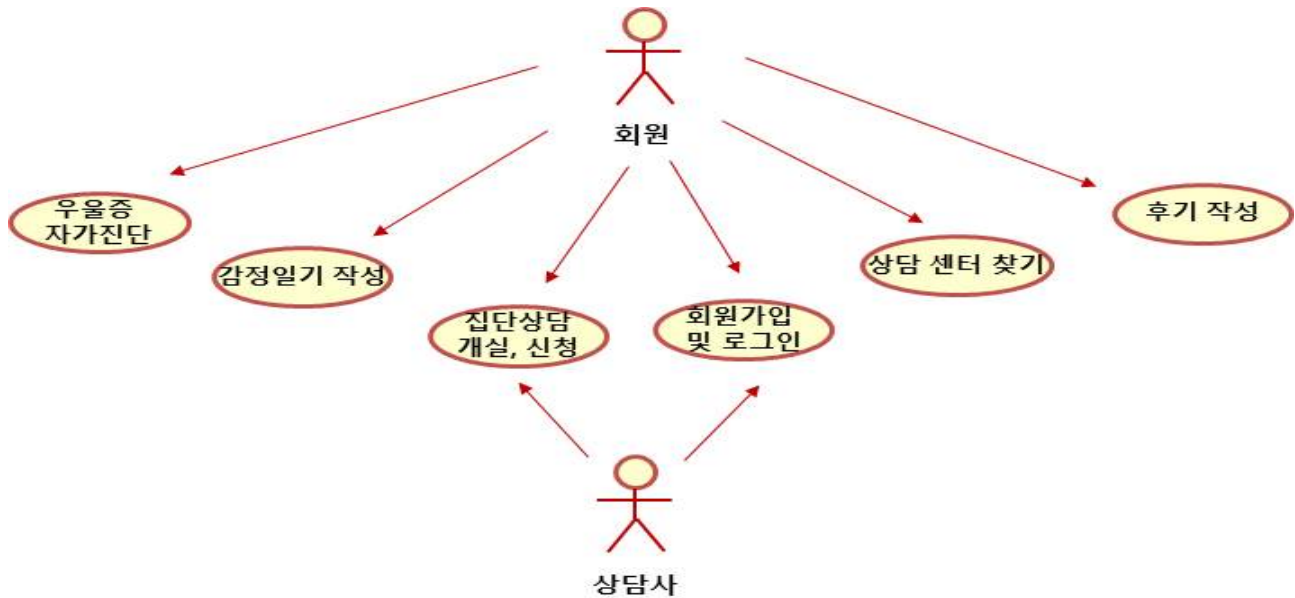 회원
우울증
자가진단
감정일기 작성
집단상담
개실, 신청
회원가입
및 로그인
상담 센터 찾기
후기 작성
상담사